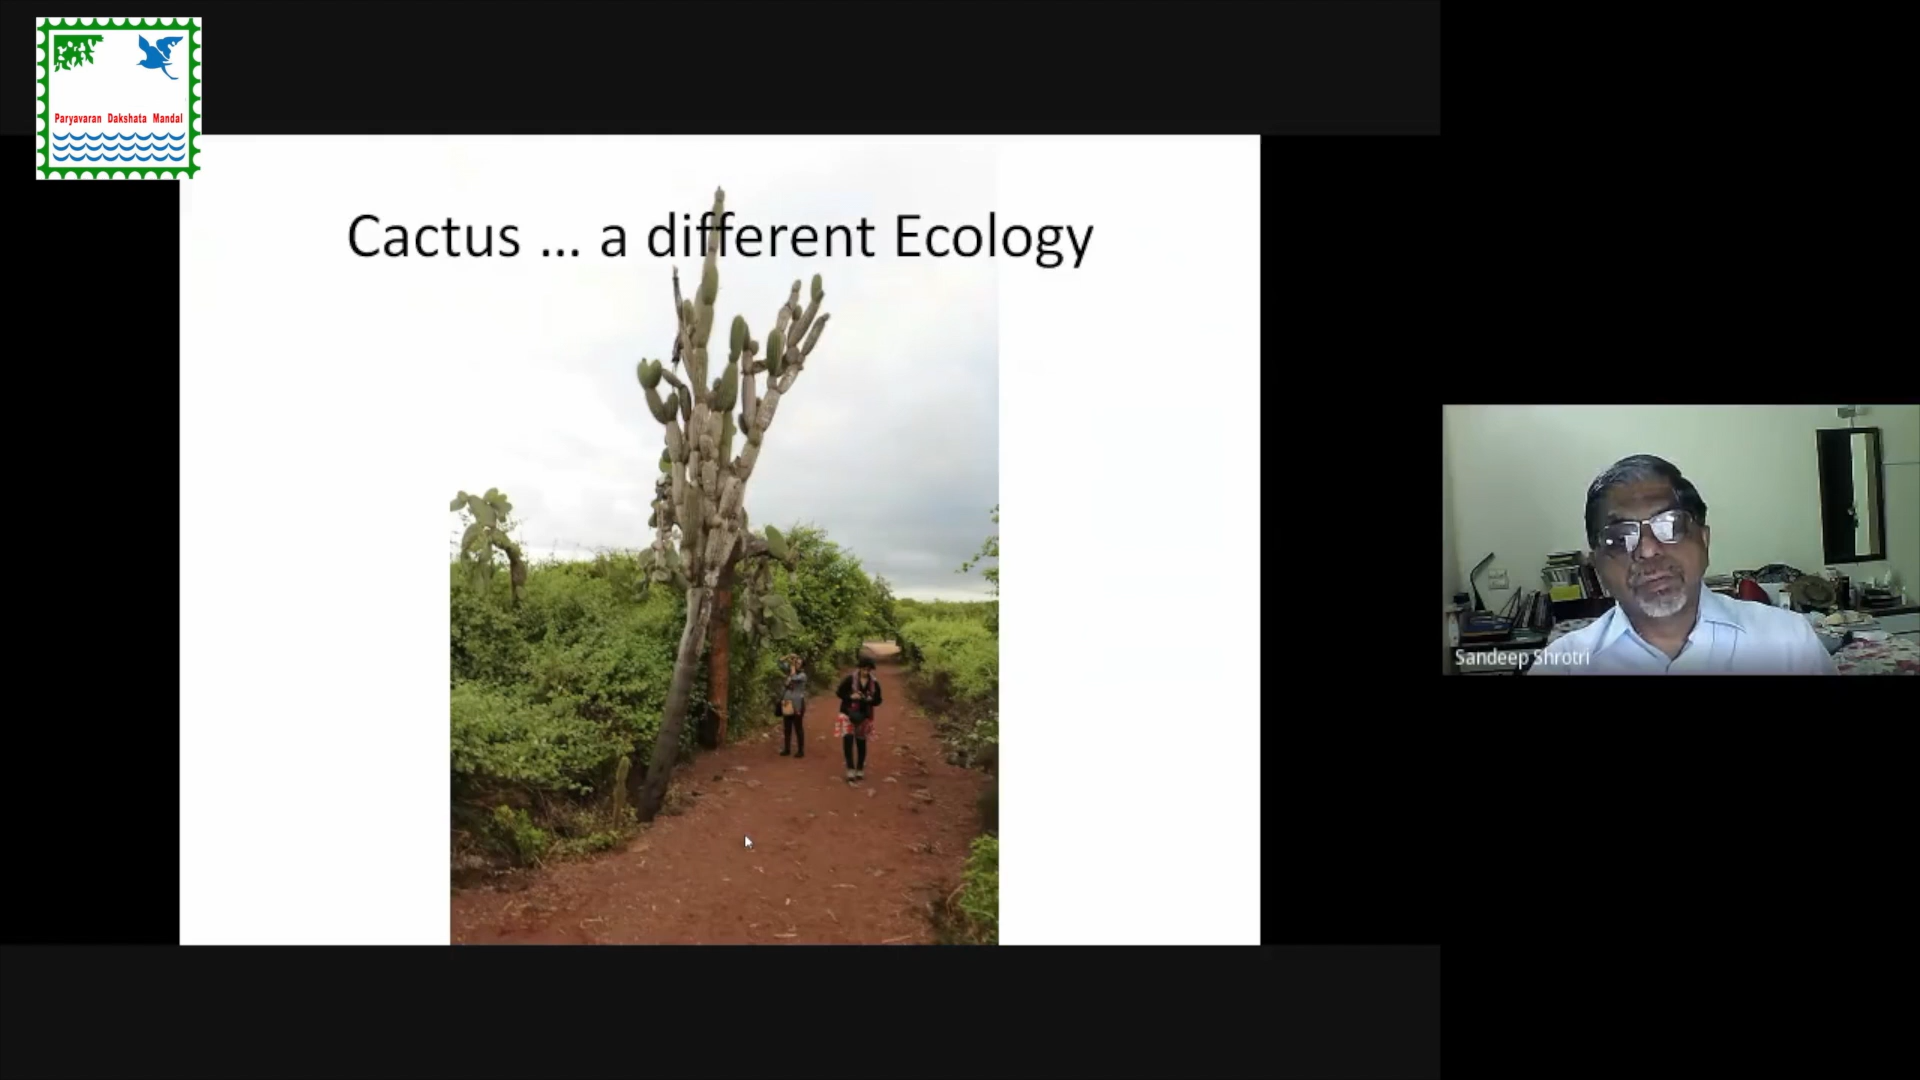 Paryavaran Dakshata Mandal
Cactus ... a different Ecology
Sandeep Shrotri